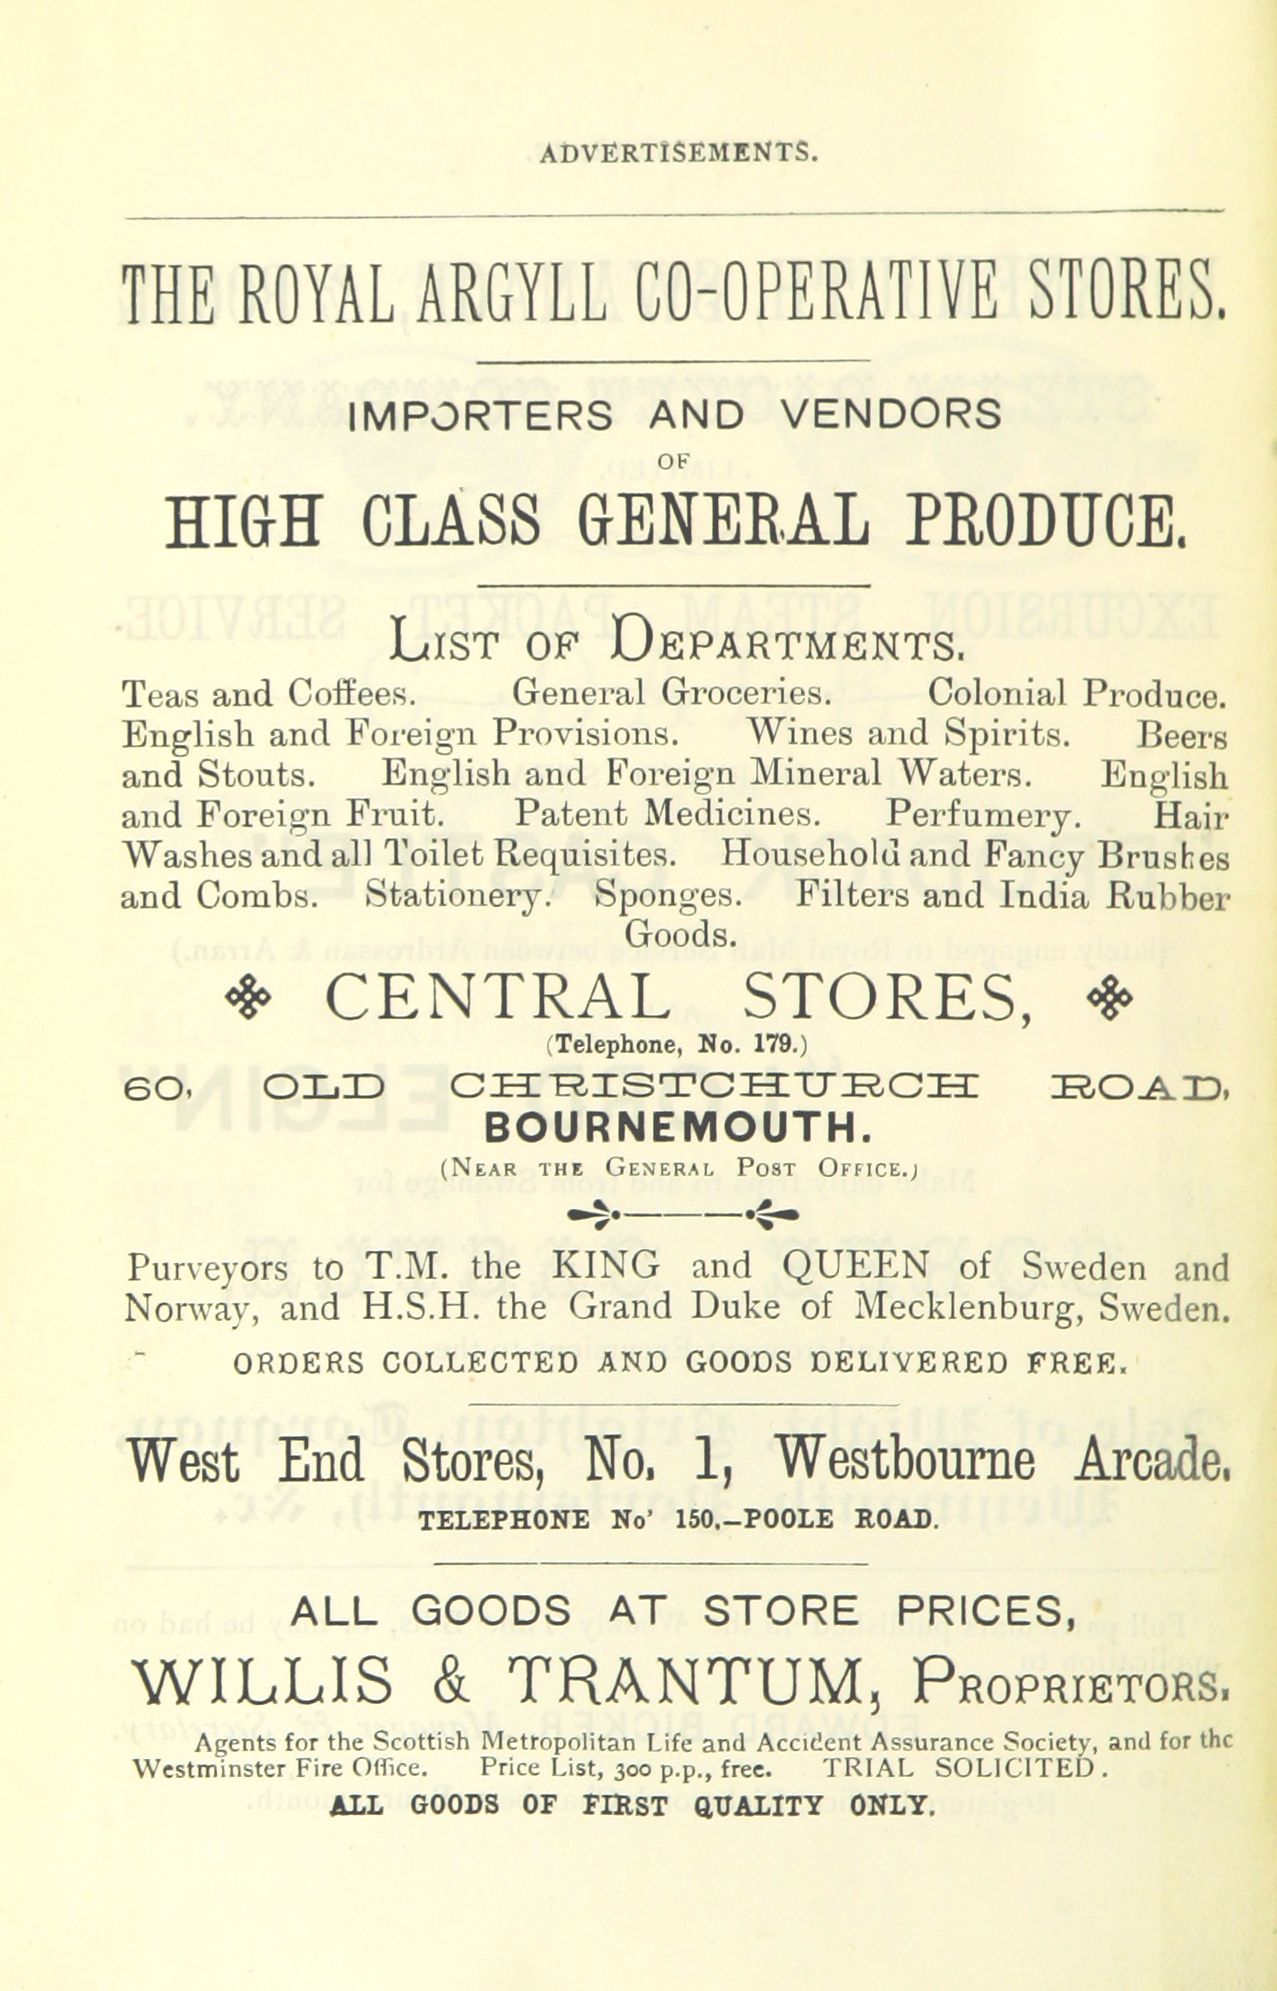 ADVERTISEMENTS.
THE ROYAL ARGYLL CO-OPERATIVE STORES.
IMPORTERS AND VENDORS
OF
HIGH CLASS GENERAL PRODUCE.
LIST OF DEPARTMENTS.
Teas and Coffees. General Groceries. Colonial Produce.
English and Foreign Provisions. Wines and Spirits. Beers
and Stouts. English and Foreign Mineral Waters. English
and Foreign Fruit. Patent Medicines. Perfumery. Hair
Washes and all Toilet Requisites. Household and Fancy Brushes
and Combs. Stationery. Sponges. Filters and India Rubber
Goods.
CENTRAL STORES,
(Telephone, No. 179.)
60, OLD CHRISTCHURCH ROAD,
BOURNEMOUTH.
(NEAR THE GENERAL POST OFFICE.)
Purveyors to T.M. the KING and QUEEN of Sweden and
Norway, and H.S.H. the Grand Duke of Mecklenburg, Sweden.
ORDERS COLLECTED AND GOODS DELIVERED FREE.
West End Stores, No. 1, Westbourne Arcade.
TELEPHONE No' 150.—POOLE ROAD.
ALL GOODS AT STORE PRICES,
WILLIS & TRANTUM, PROPRIETORS.
Agents for the Scottish Metropolitan Life and Accident Assurance Society, and for the
Westminster Fire Office. Price List, 300 p.p., free. TRIAL SOLICITED.
ALL GOODS OF FIRST QUALITY ONLY.